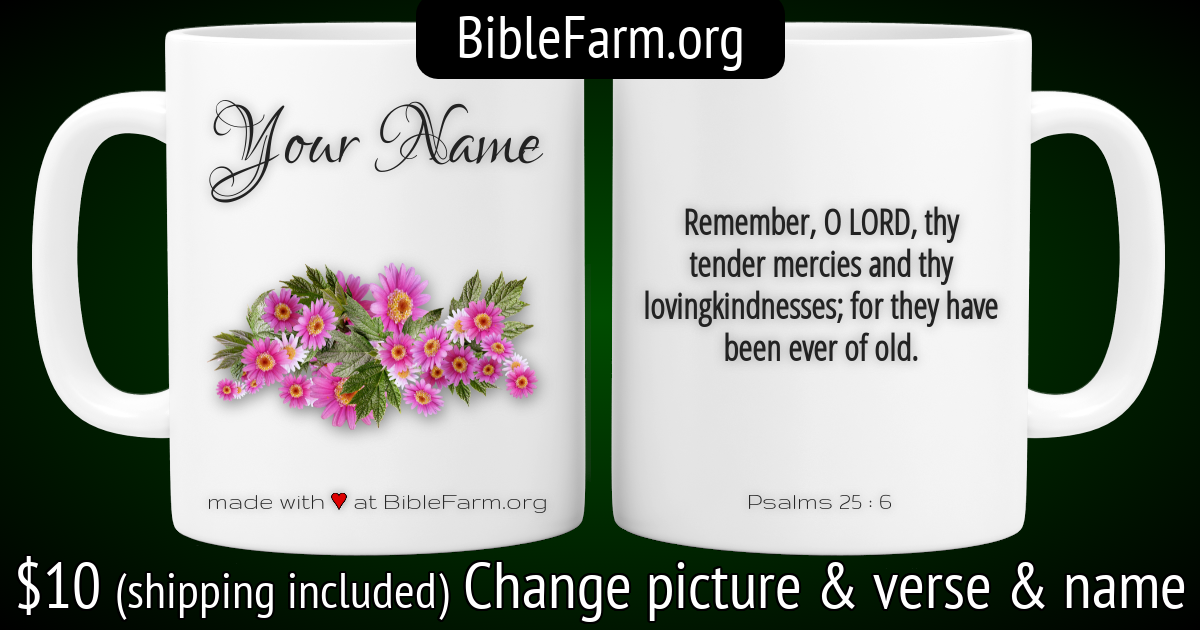 BibleFarm.org
Your Name
made with ♥ at BibleFarm.org
Remember, O LORD, thy
tender mercies and thy
lovingkindnesses; for they have
been ever of old.
Psalms 25 : 6
$10 (shipping included) Change picture & verse & name